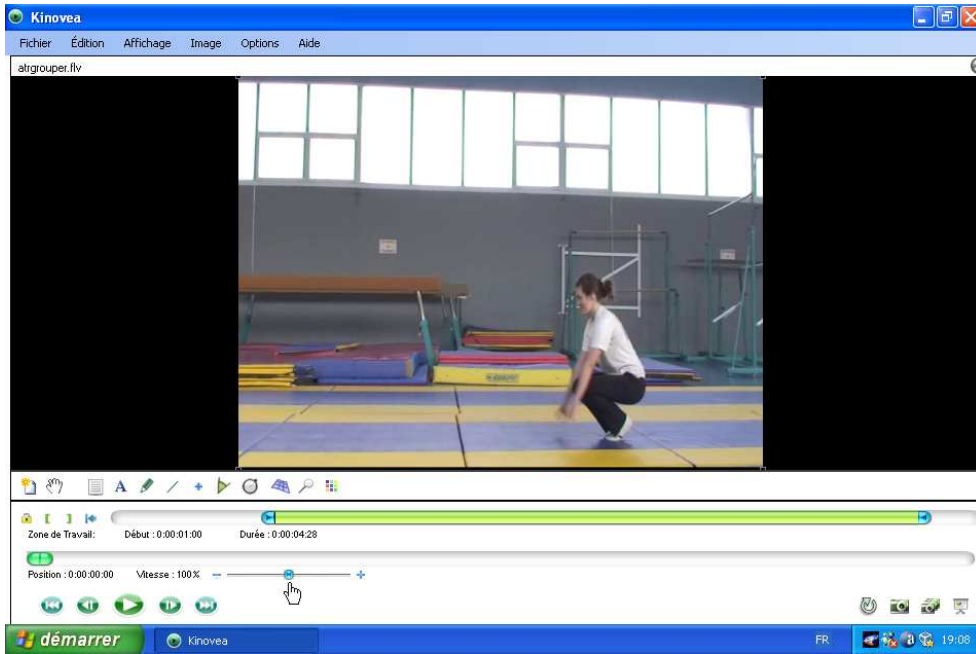 Kinovea
Fichier Édition Affichage Image Options Aide
atrgrouper.flv
A
Zone de Travail: Début : 0:00:01:00 Durée : 0:00:04:28
Position : 0:00:00:00 Vitesse : 100%
démarrer Kinovea FR 19:08